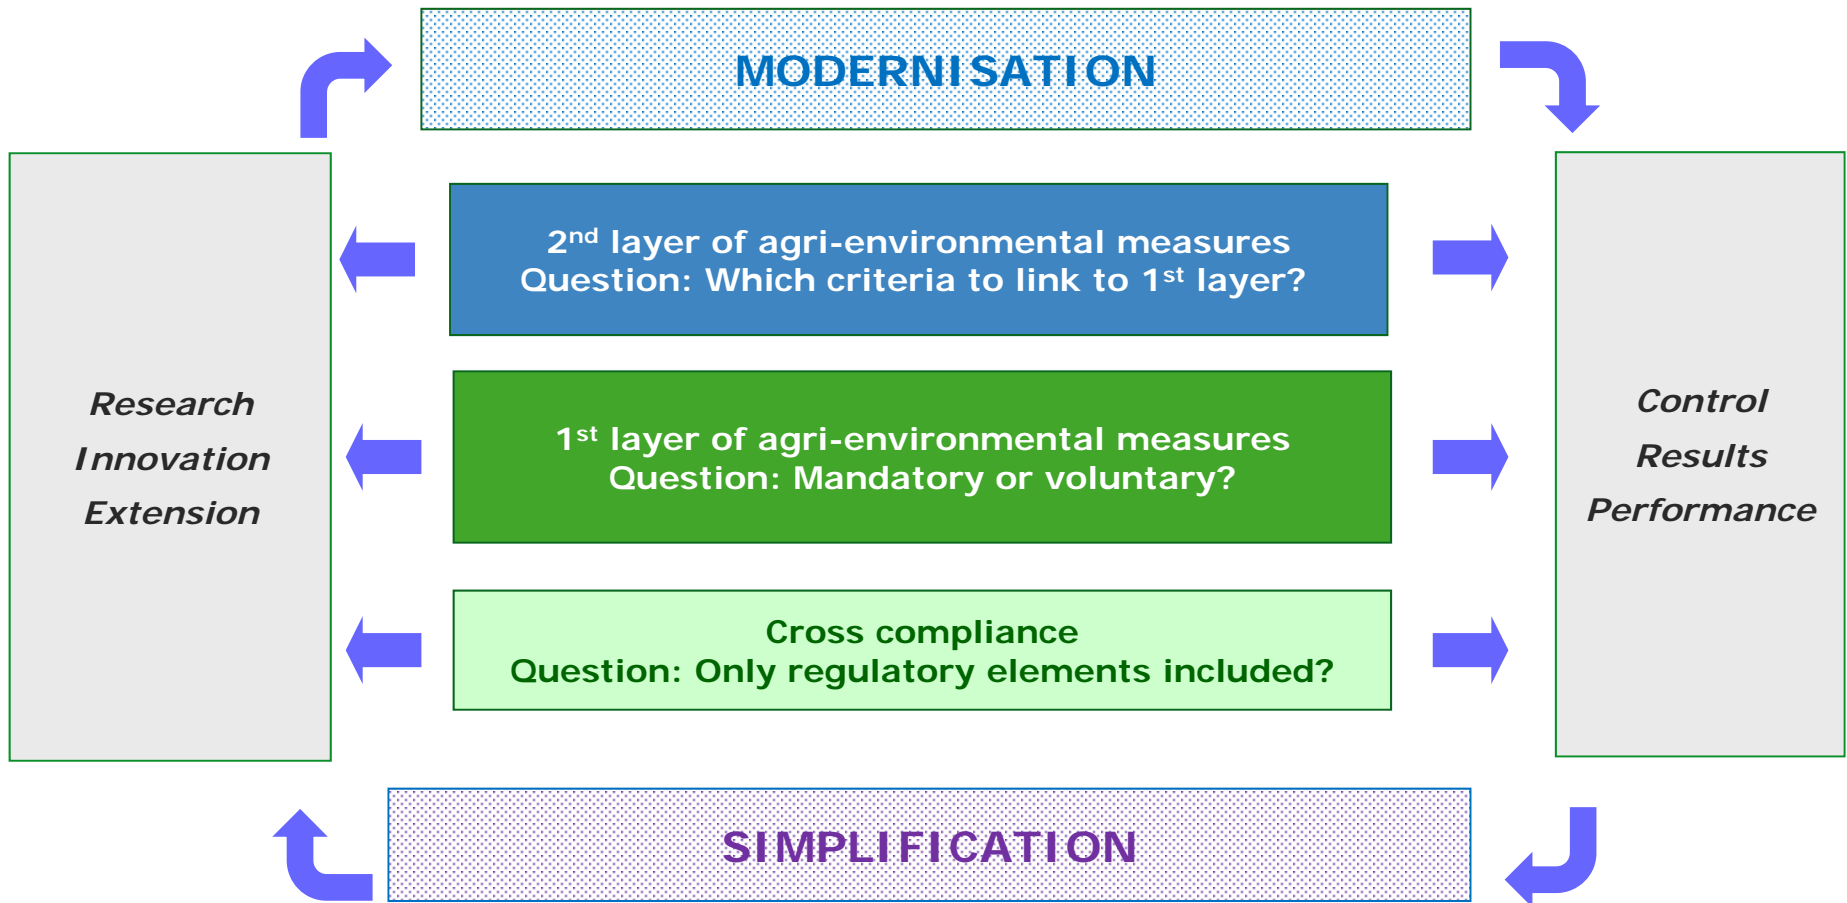 MODERNISATION
2nd layer of agri-environmental measures
Question: Which criteria to link to 1st layer?
Research
Innovation
Extension
1st layer of agri-environmental measures
Question: Mandatory or voluntary?
Control
Results
Performance
Cross compliance
Question: Only regulatory elements included?
SIMPLIFICATION